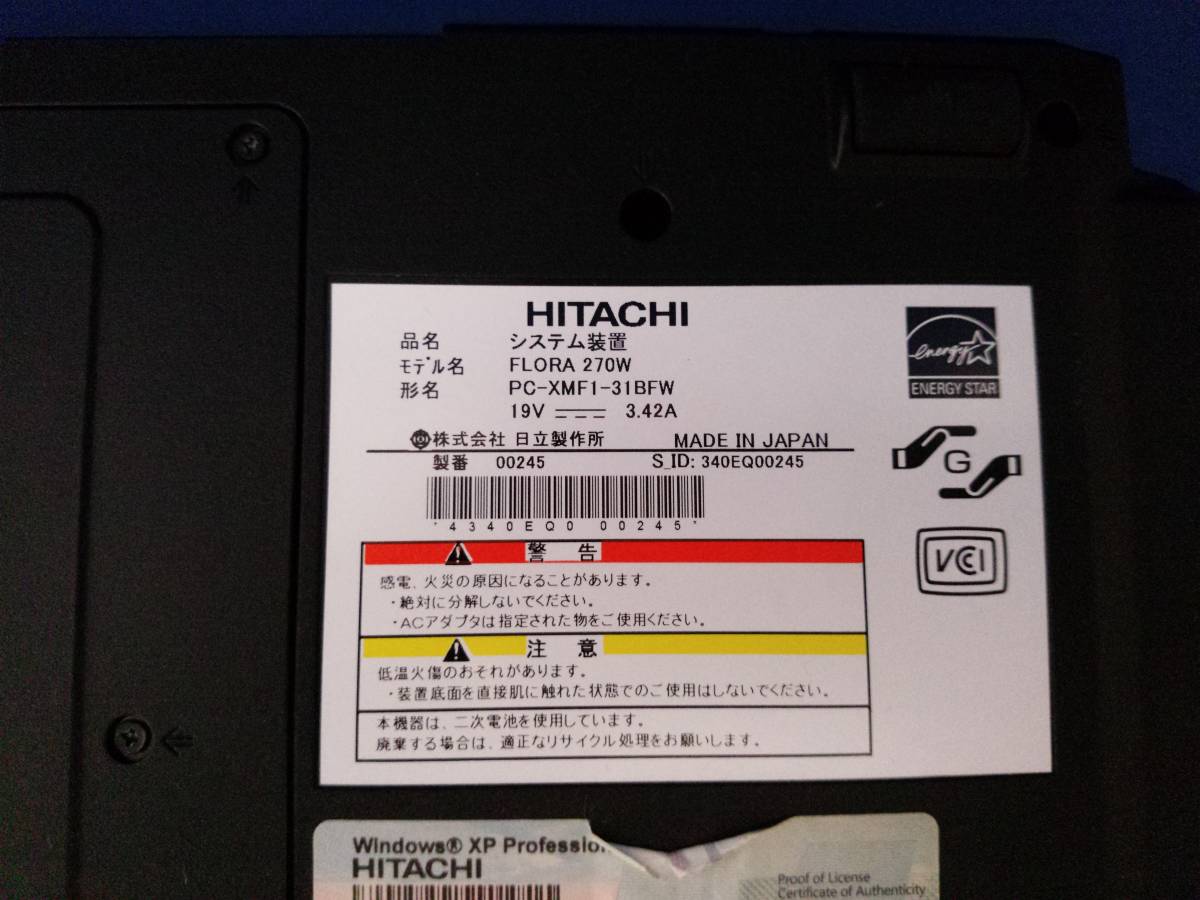 HITACHI
品名 システム装置
モデル名 FLORA 270W
形名 PC-XMF1-31BFW
19V 3.42A
株式会社 日立製作所 MADE IN JAPAN
製番 00245 S_ID: 340EQ00245
*4340EQ0 00245*
警 告
感電、火災の原因になることがあります。
・絶対に分解しないでください。
・ACアダプタは指定された物をご使用ください。
注 意
低温火傷のおそれがあります。
・装置底面を直接肌に触れた状態でのご使用はしないでください。
本機器は、二次電池を使用しています。
廃棄する場合は、適正なリサイクル処理をお願いします。
energy
ENERGY STAR
G
VCCI
Windows® XP Professio
HITACHI
Proof of License
Certificate of Authenticity